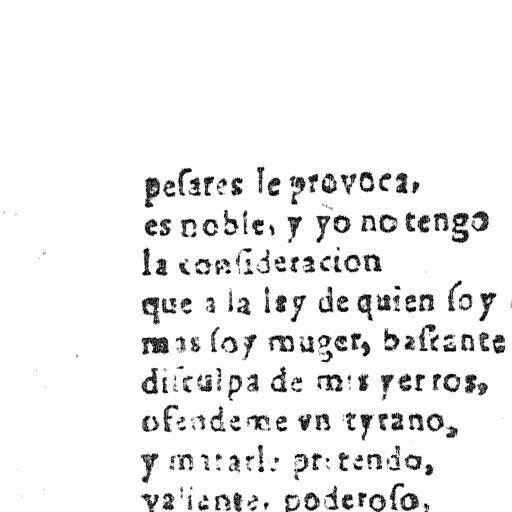 peſares le provoca,
es noble, y yo no tengo
la conſideracion
que a la ley de quien ſoy
mas ſoy muger, baſtante
diſculpa de mis yerros,
ofendeme vn tyrano,
y matarle pretendo,
valiente, poderoſo,